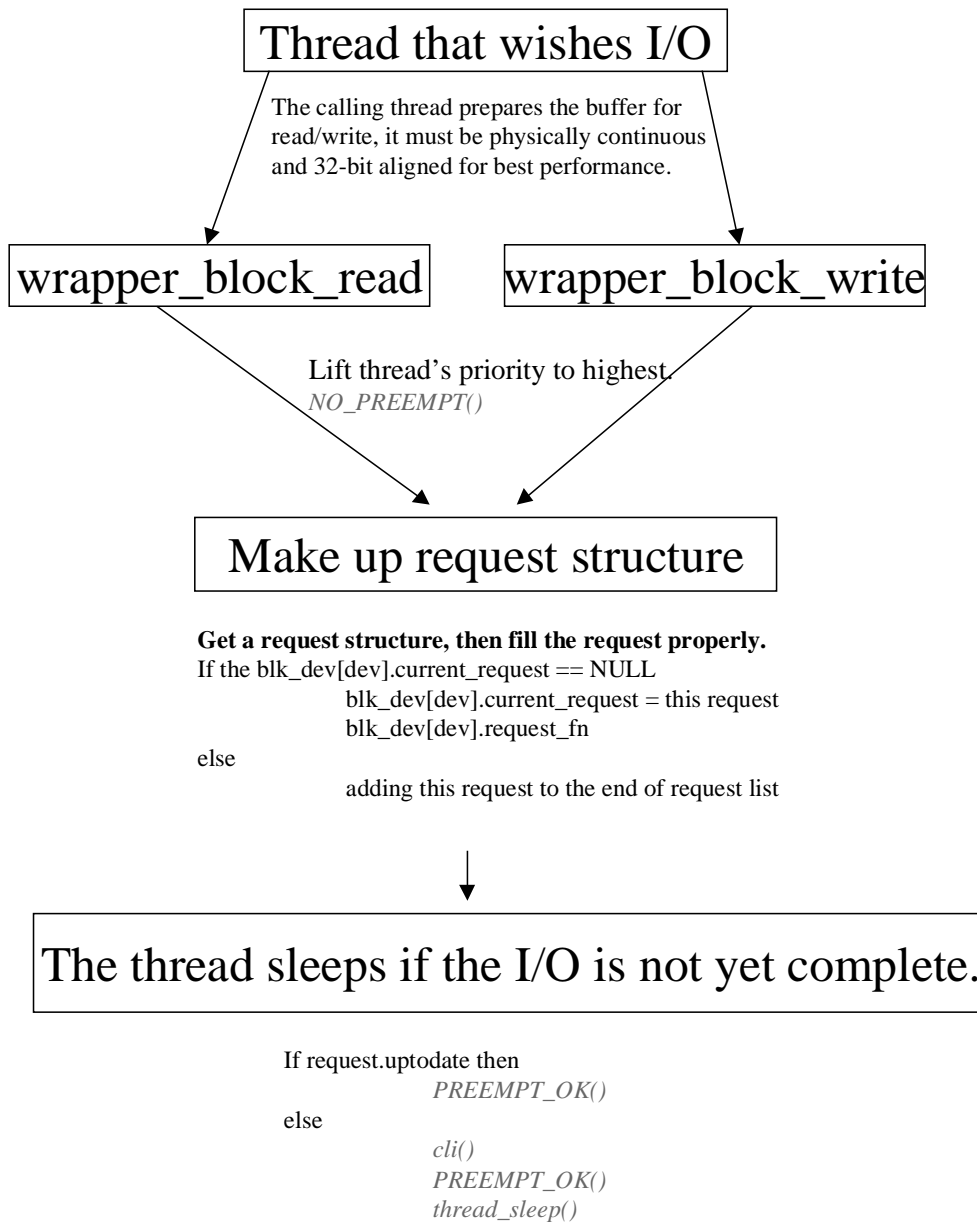 Thread that wishes I/O
The calling thread prepares the buffer for
read/write, it must be physically continuous
and 32-bit aligned for best performance.
wrapper_block_read
wrapper_block_write
Lift thread’s priority to highest.
NO_PREEMPT()
Make up request structure
Get a request structure, then fill the request properly.
If the blk_dev[dev].current_request == NULL
blk_dev[dev].current_request = this request
blk_dev[dev].request_fn
else
adding this request to the end of request list
The thread sleeps if the I/O is not yet complete.
If request.uptodate then
PREEMPT_OK()
else
cli()
PREEMPT_OK()
thread_sleep()